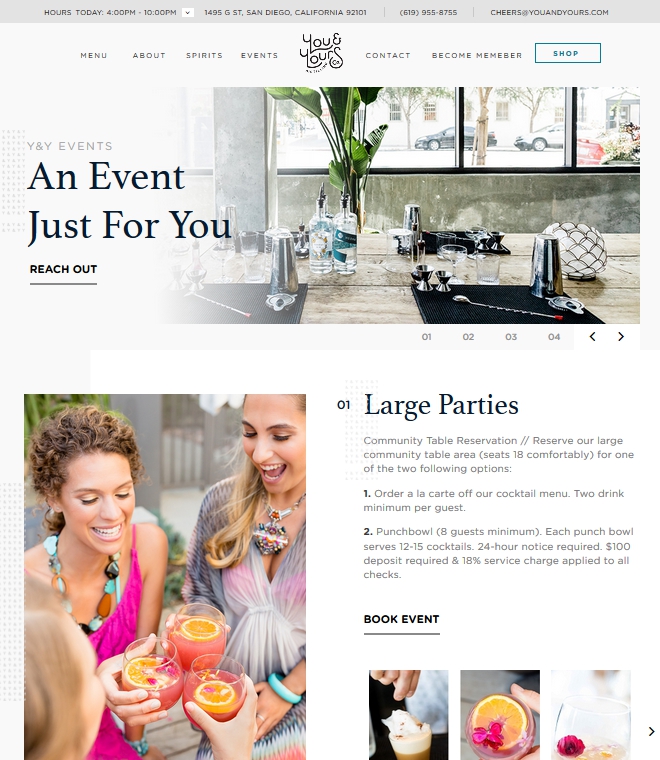 HOURS TODAY: 4:00PM - 10:00PM 1495 G ST, SAN DIEGO, CALIFORNIA 92101 (619) 955-8755 CHEERS@YOUANDYOURS.COM
MENU ABOUT SPIRITS EVENTS You & Yours Co CONTACT BECOME MEMEBER SHOP
Y&Y EVENTS
An Event
Just For You
REACH OUT
01 02 03 04
01 Large Parties
Community Table Reservation // Reserve our large
community table area (seats 18 comfortably) for one
of the two following options:
1. Order a la carte off our cocktail menu. Two drink
minimum per guest.
2. Punchbowl (8 guests minimum). Each punch bowl
serves 12-15 cocktails. 24-hour notice required. $100
deposit required & 18% service charge applied to all
checks.
BOOK EVENT